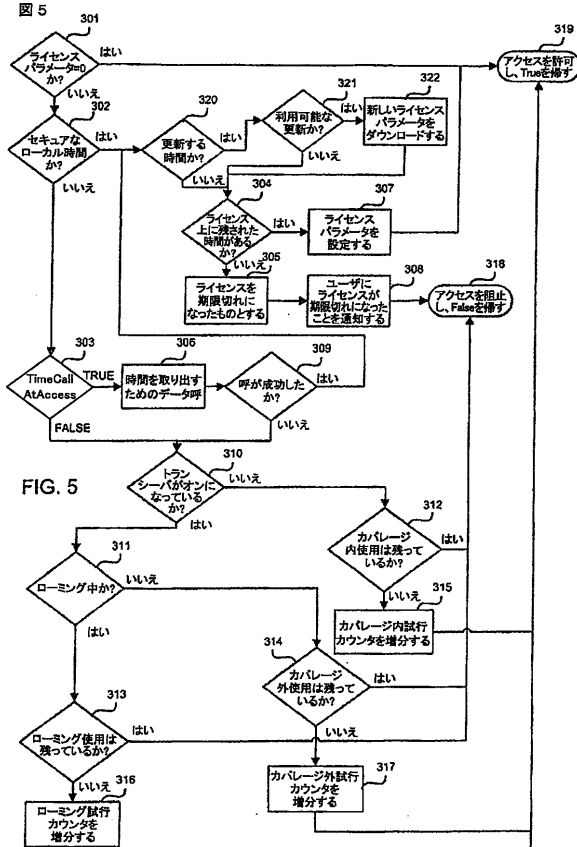 図 5
301
ライセンス
パラメータ=0
か?
はい
いいえ
319
アクセスを許可
し、Trueを帰す
302
セキュアな
ローカル時間
か?
はい
いいえ
320
更新する
時間か?
はい
いいえ
321
利用可能な
更新か?
はい
いいえ
322
新しいライセンス
パラメータを
ダウンロードする
304
ライセンス
上に残された
時間がある
か?
はい
いいえ
307
ライセンス
パラメータを
設定する
305
ライセンスを
期限切れに
なったものとする
308
ユーザに
ライセンスが
期限切れになった
ことを通知する
318
アクセスを阻止
し、Falseを帰す
303
TimeCall
AtAccess
TRUE
FALSE
306
時間を取り出す
ためのデータ呼
309
呼が成功した
か?
はい
いいえ
FIG. 5
310
トラン
シーバがオンに
なっている
か?
いいえ
はい
311
ローミング中か?
いいえ
はい
312
カバレージ
内使用は残って
いるか?
はい
いいえ
315
カバレージ内試行
カウンタを増分する
314
カバレージ
外使用は残って
いるか?
はい
いいえ
313
ローミング使用は
残っているか?
はい
いいえ
316
ローミング試行
カウンタを
増分する
317
カバレージ外試行
カウンタを
増分する